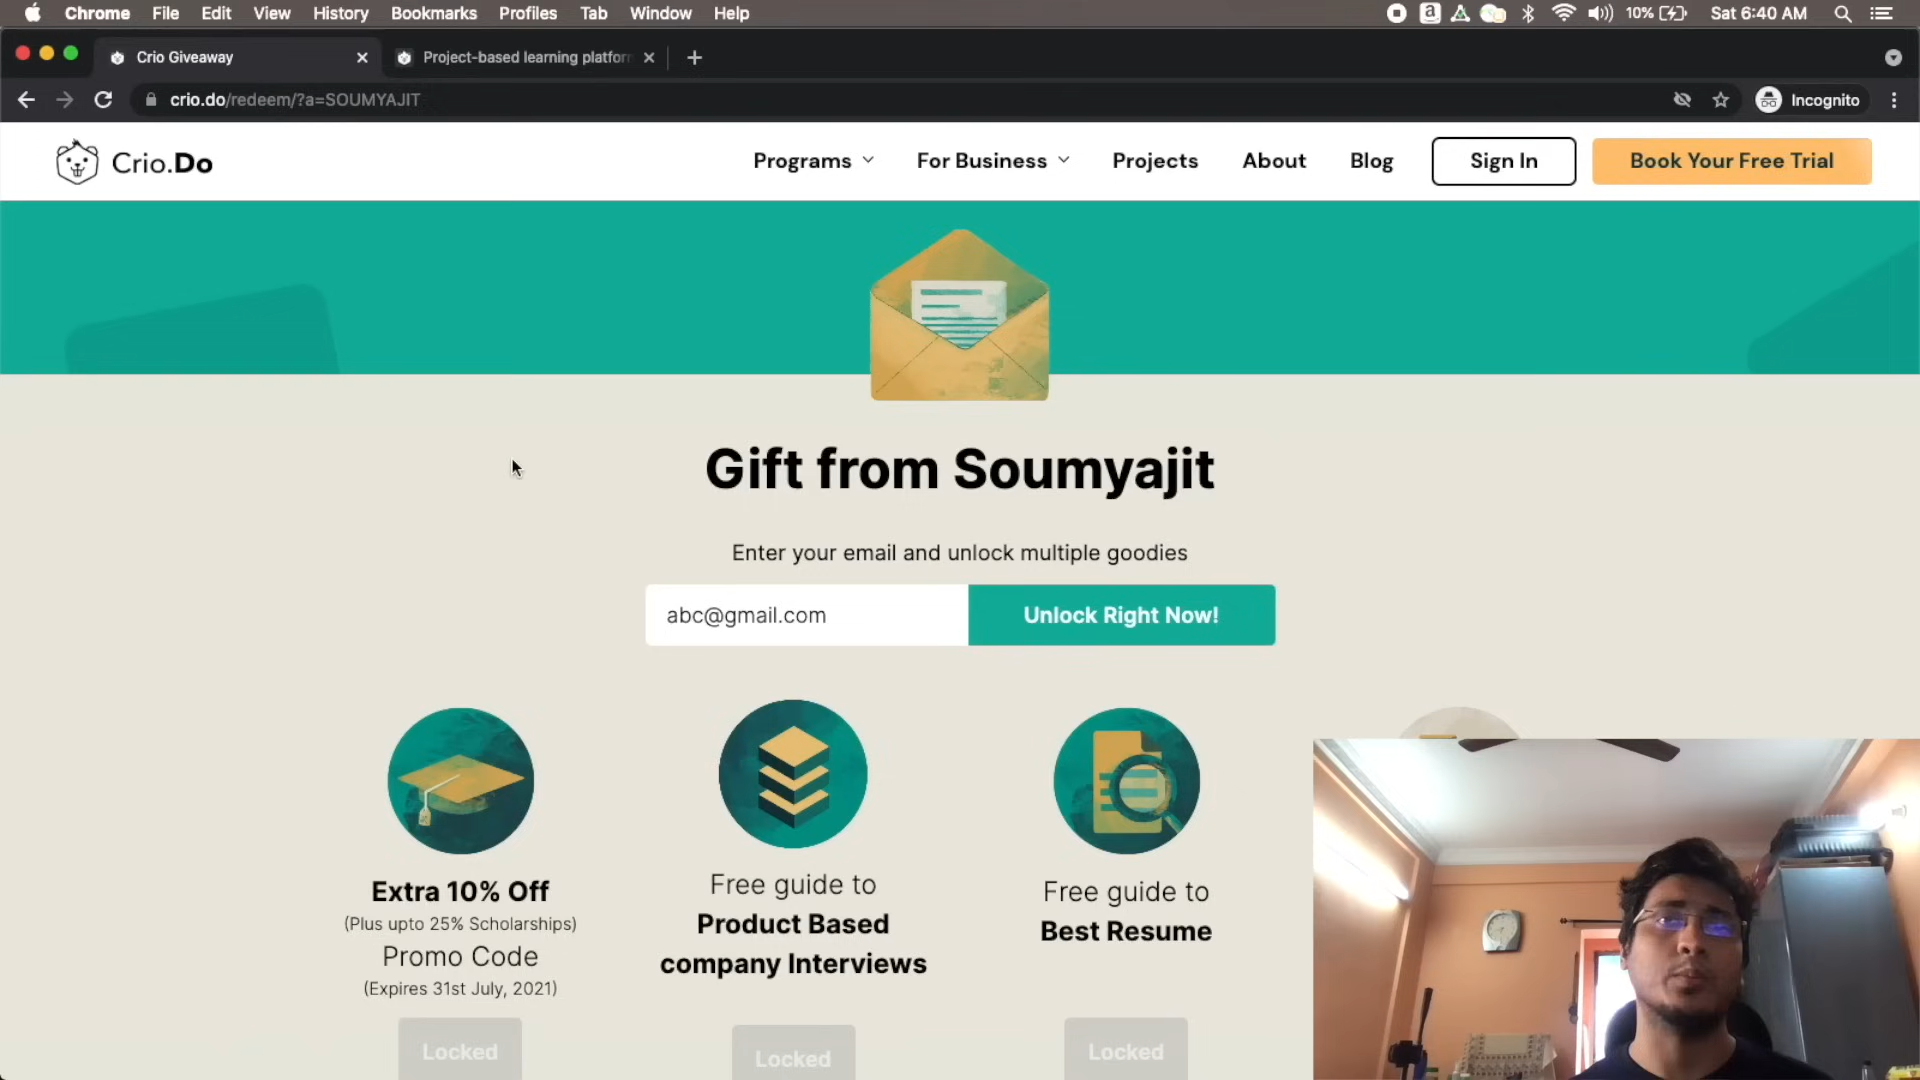 Chrome File Edit View History Bookmarks Profiles Tab Window Help 10% Sat 6:40 AM
Crio Giveaway Project-based learning platfor
crio.do/redeem/?a=SOUMYAJIT Incognito
Crio.Do Programs For Business Projects About Blog Sign In Book Your Free Trial
Gift from Soumyajit
Enter your email and unlock multiple goodies
abc@gmail.com Unlock Right Now!
Extra 10% Off
(Plus upto 25% Scholarships)
Promo Code
(Expires 31st July, 2021)
Locked
Free guide to
Product Based
company Interviews
Locked
Free guide to
Best Resume
Locked